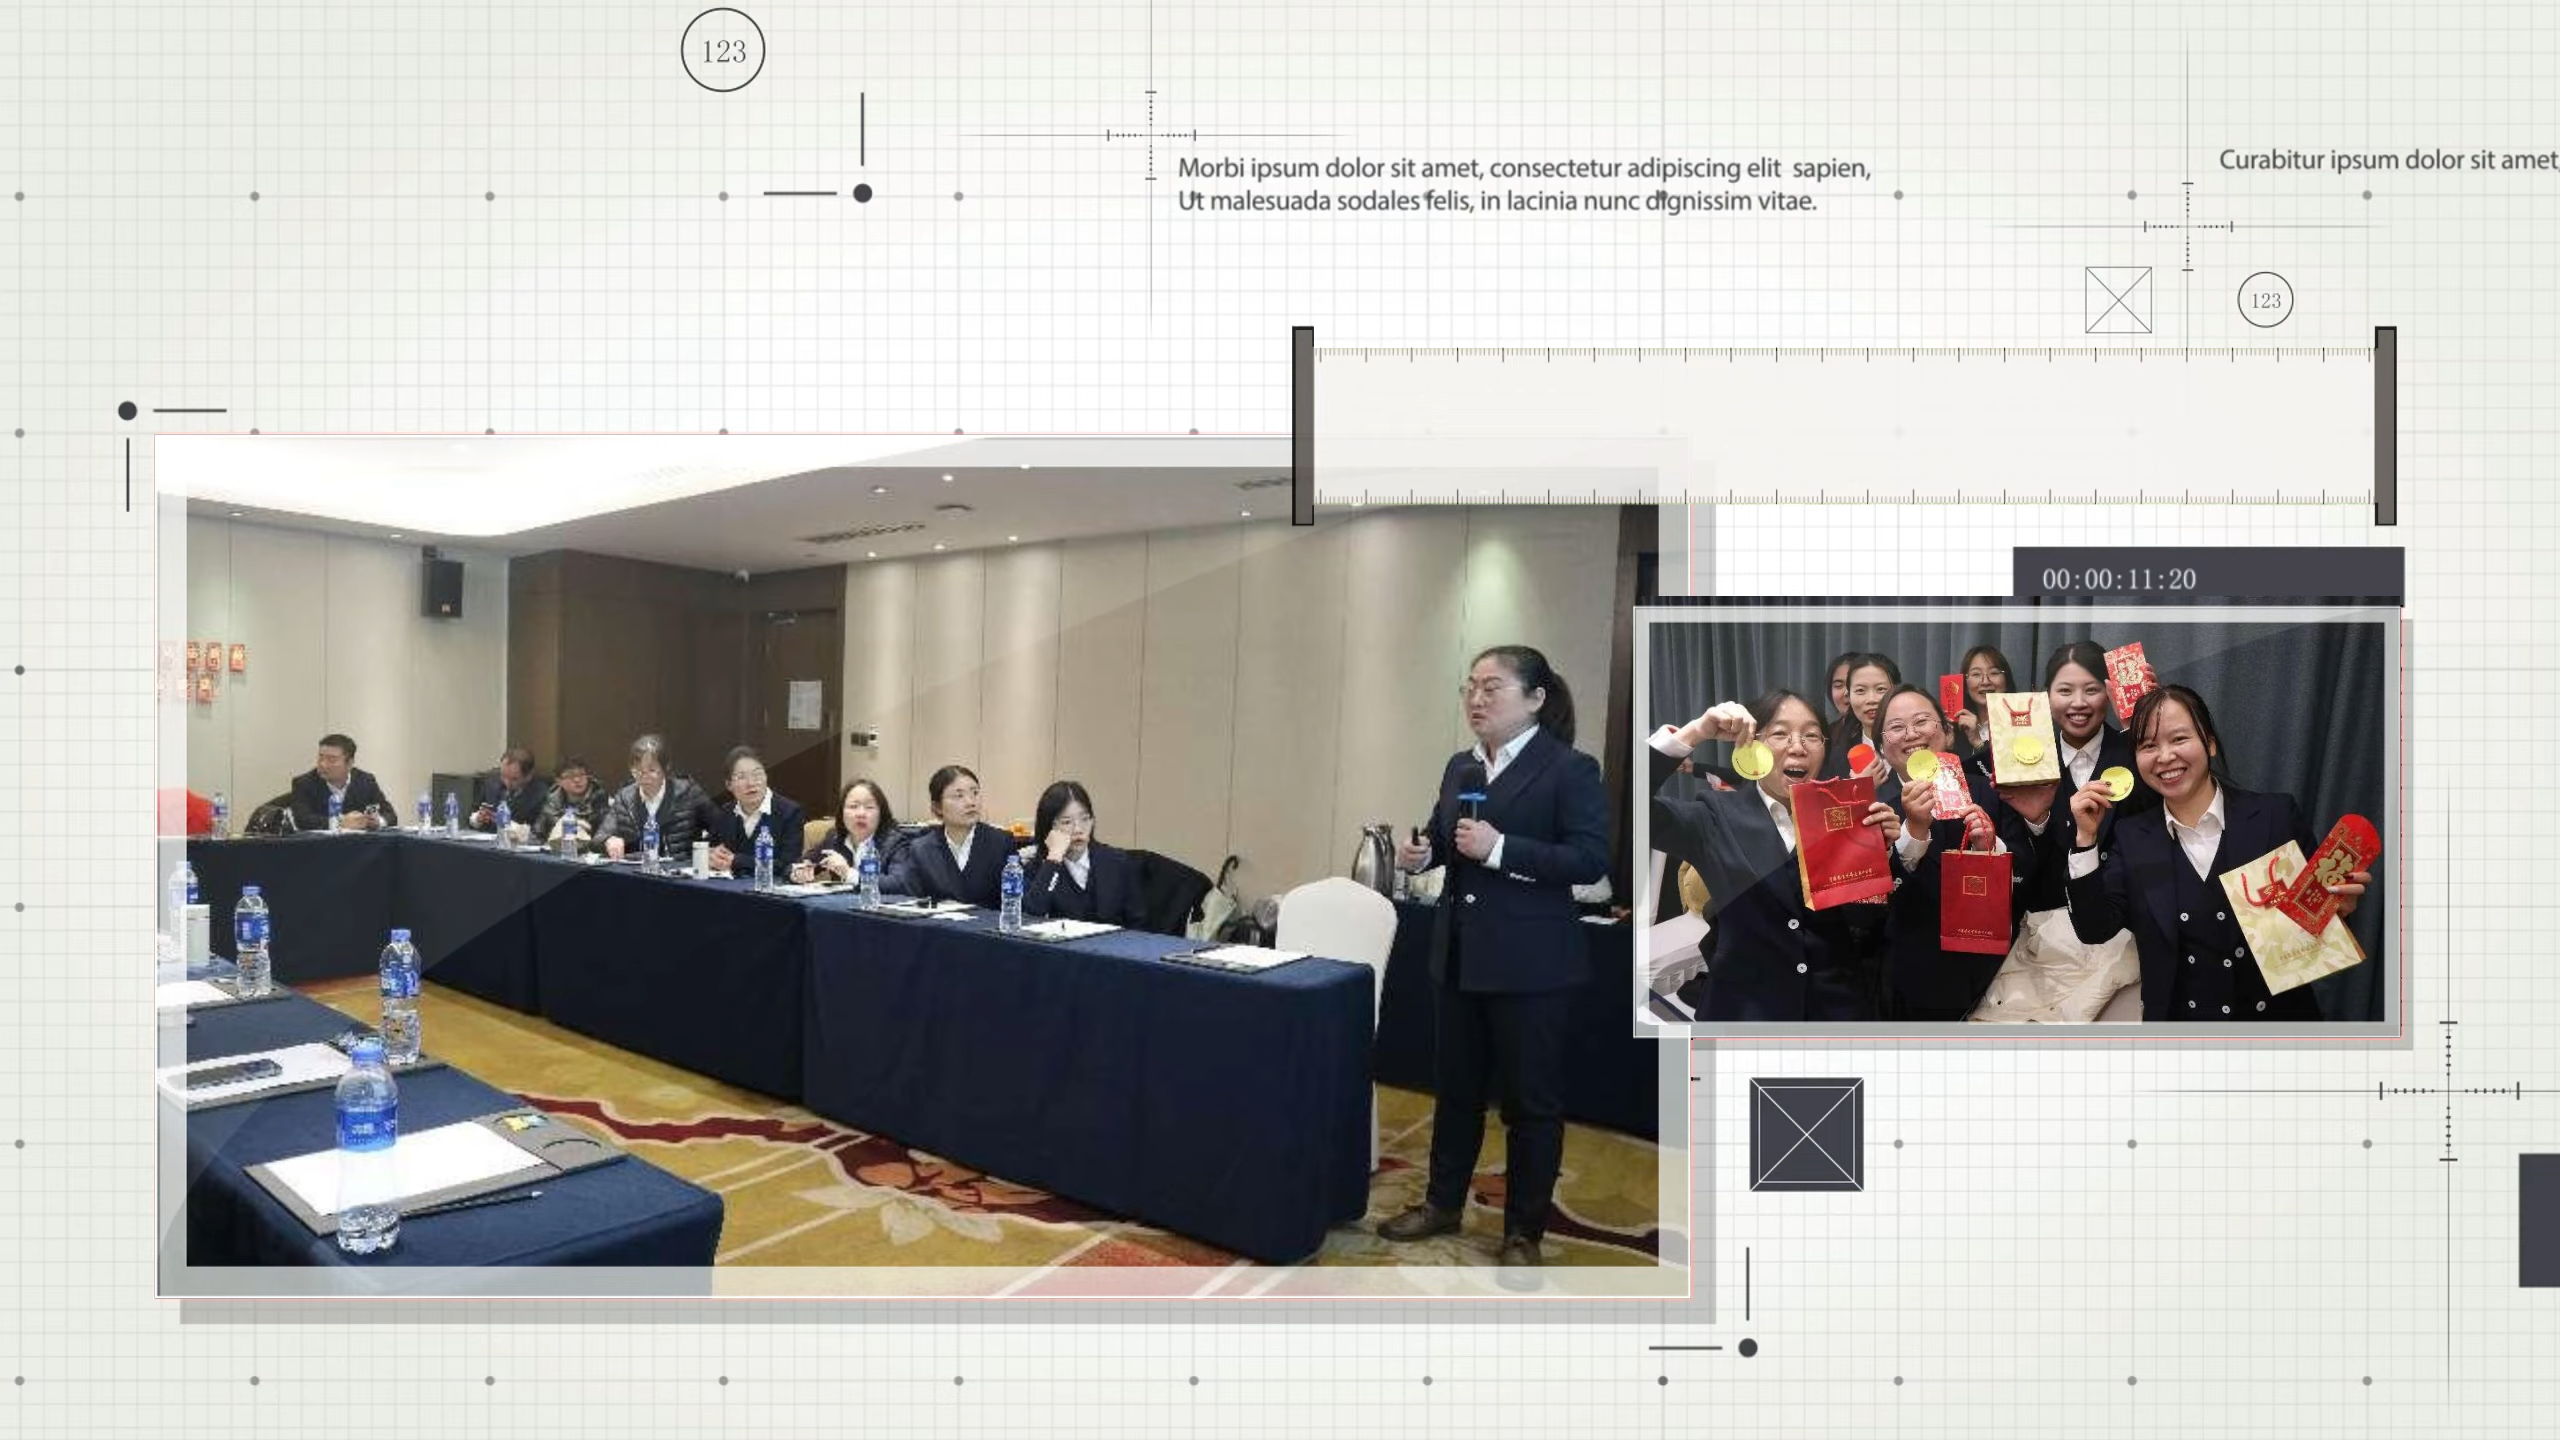 123
Morbi ipsum dolor sit amet, consectetur adipiscing elit  sapien,
Ut malesuada sodales felis, in lacinia nunc dignissim vitae.
Curabitur ipsum dolor sit amet,
123
00:00:11:20
福